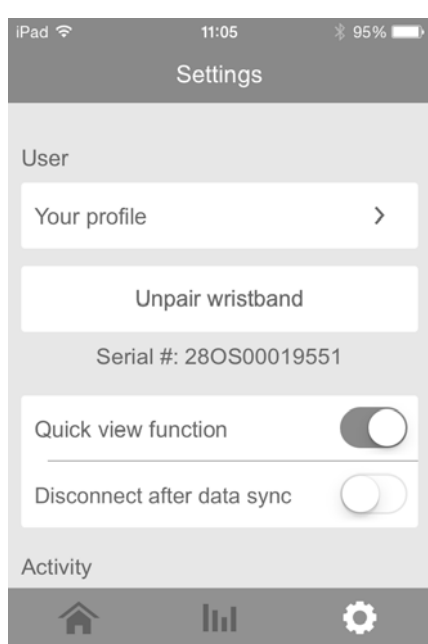 iPad 11:05 95%
Settings
User
Your profile
Unpair wristband
Serial #: 28OS00019551
Quick view function
Disconnect after data sync
Activity